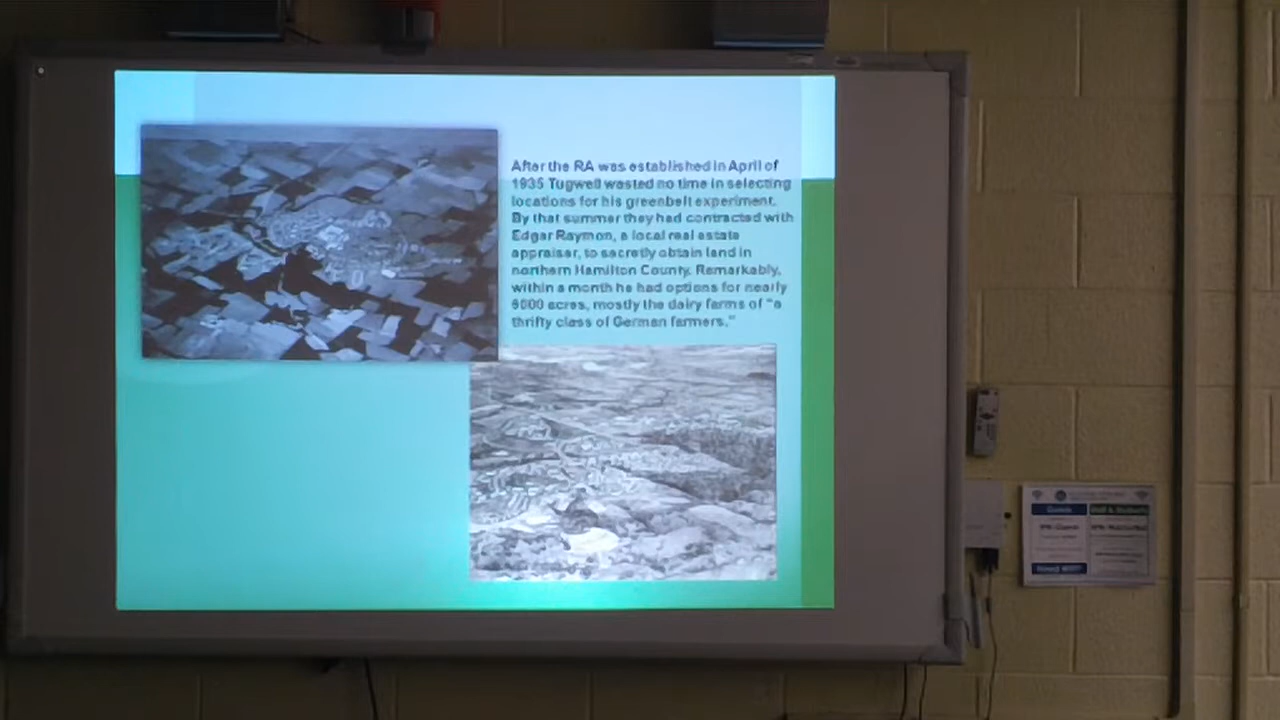 After the RA was established in April of
1935 Tugwell wasted no time in selecting
locations for his greenbelt experiment.
By that summer they had contracted with
Edgar Raymon, a local real estate
appraiser, to secretly obtain land in
northern Hamilton County. Remarkably,
within a month he had options for nearly
6000 acres, mostly the dairy farms of "a
thrifty class of German farmers."
Guests